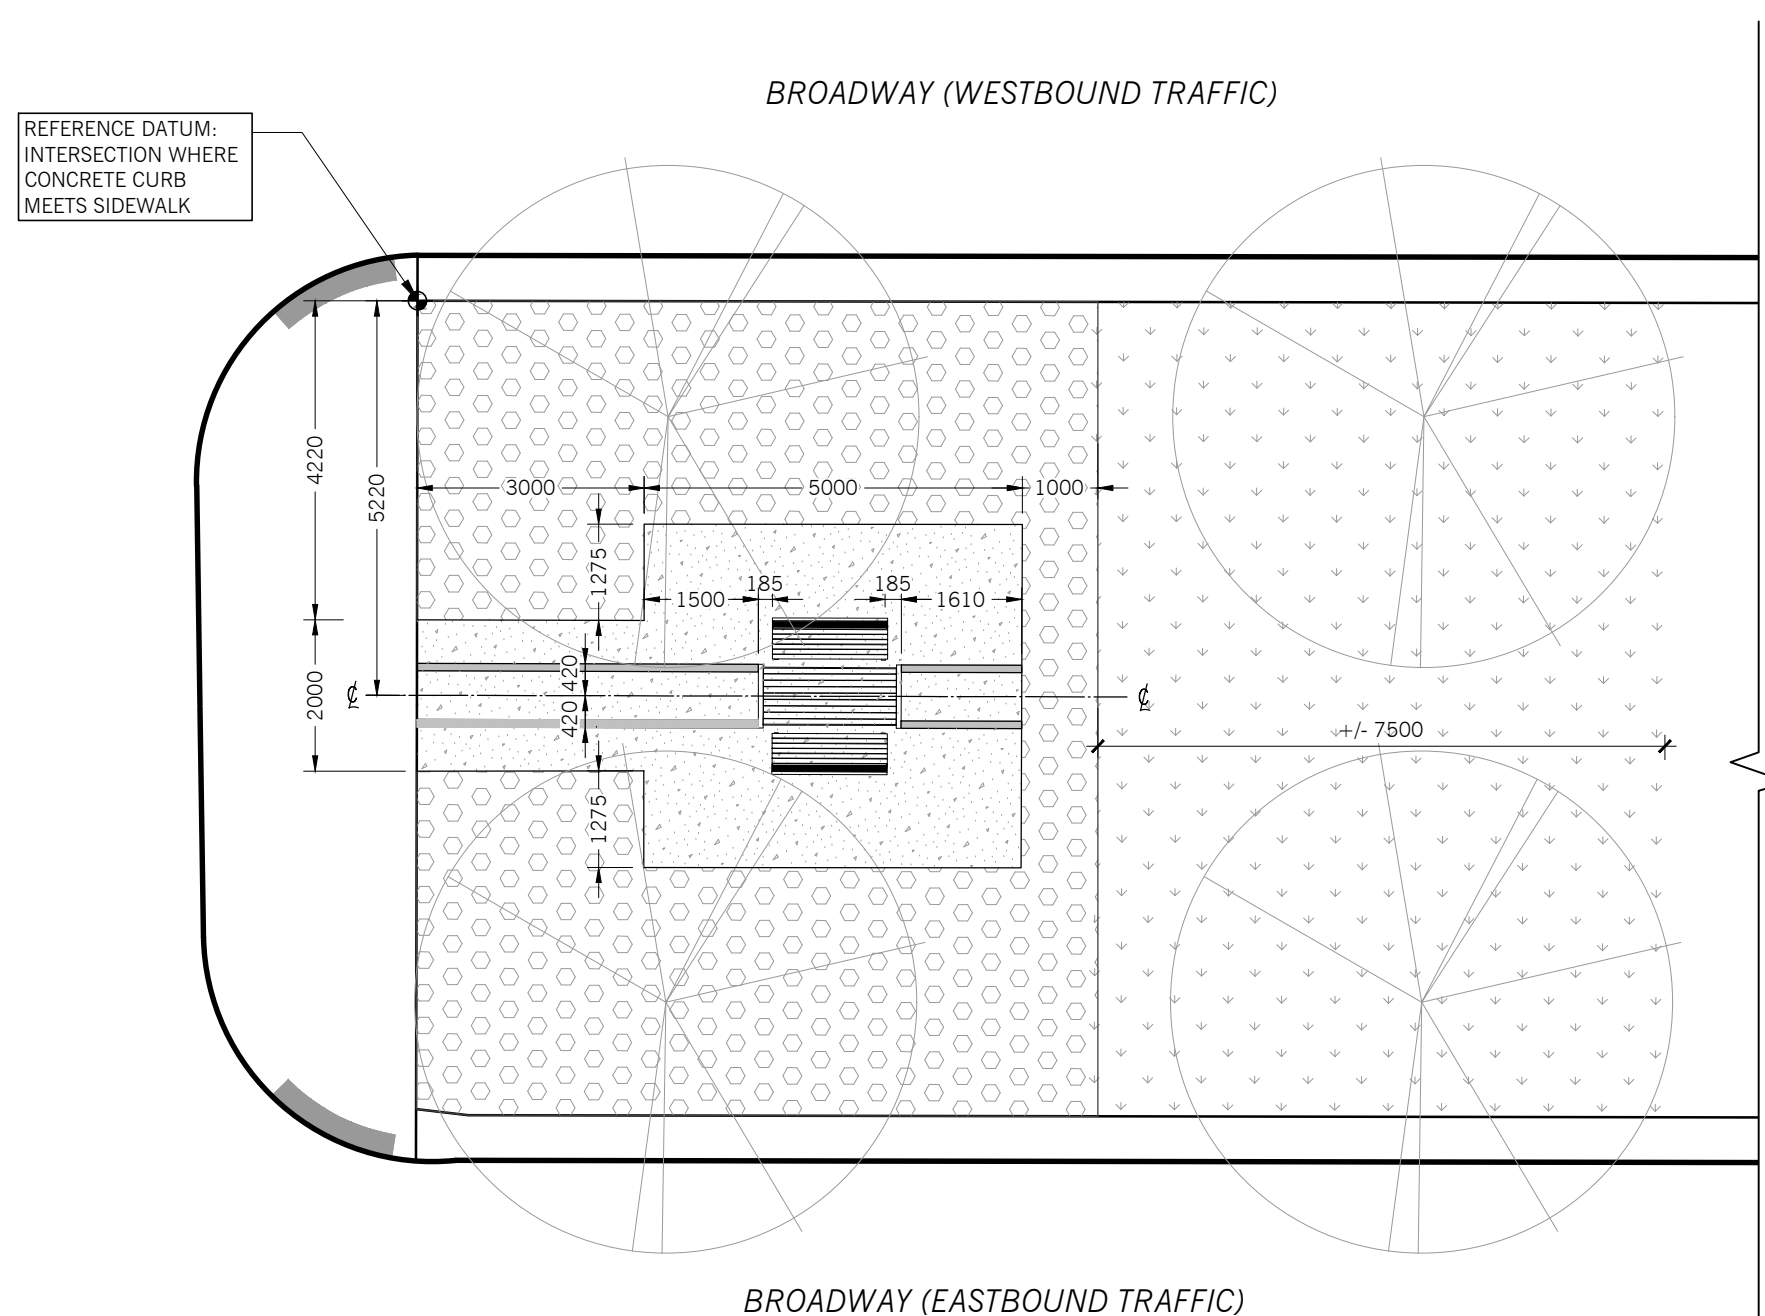 BROADWAY (WESTBOUND TRAFFIC)
REFERENCE DATUM:
INTERSECTION WHERE
CONCRETE CURB
MEETS SIDEWALK
4220
5220
3000
5000
1000
1275
185
185
1500
1610
2000
℄
420
420
℄
+/- 7500
1275
BROADWAY (EASTBOUND TRAFFIC)